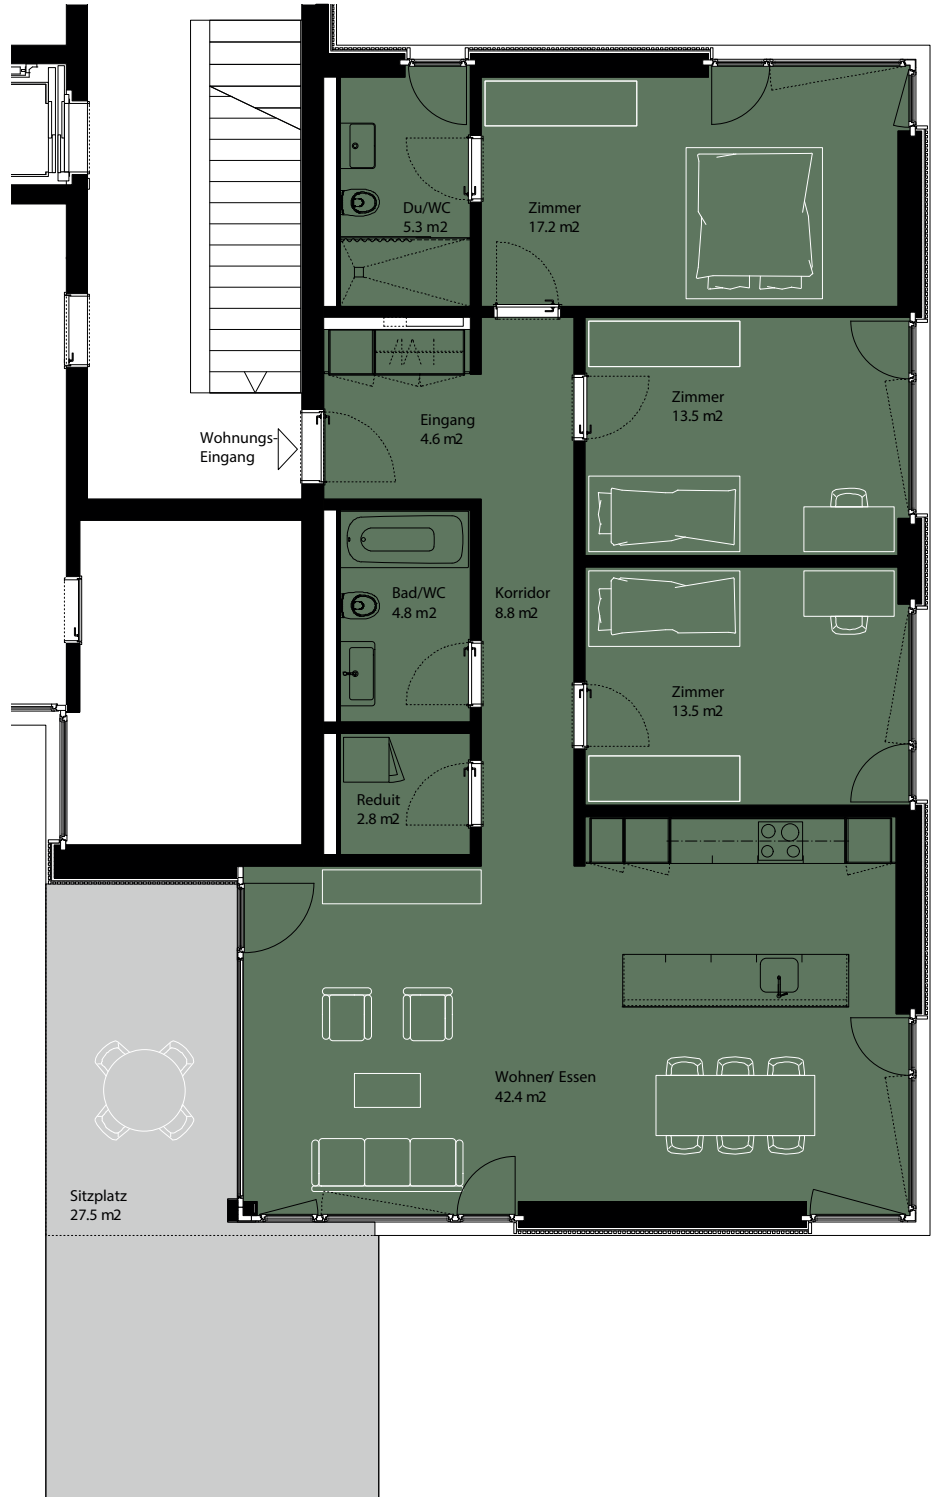 Du/WC
5.3 m2
Zimmer
17.2 m2
Zimmer
13.5 m2
Eingang
4.6 m2
Wohnungs-
Eingang
Bad/WC
4.8 m2
Korridor
8.8 m2
Zimmer
13.5 m2
Reduit
2.8 m2
Wohnen/ Essen
42.4 m2
Sitzplatz
27.5 m2